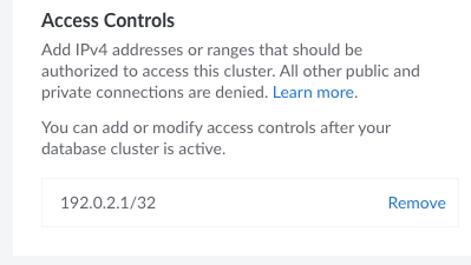 Access Controls
Add IPv4 addresses or ranges that should be
authorized to access this cluster. All other public and
private connections are denied. Learn more.
You can add or modify access controls after your
database cluster is active.
192.0.2.1/32 Remove